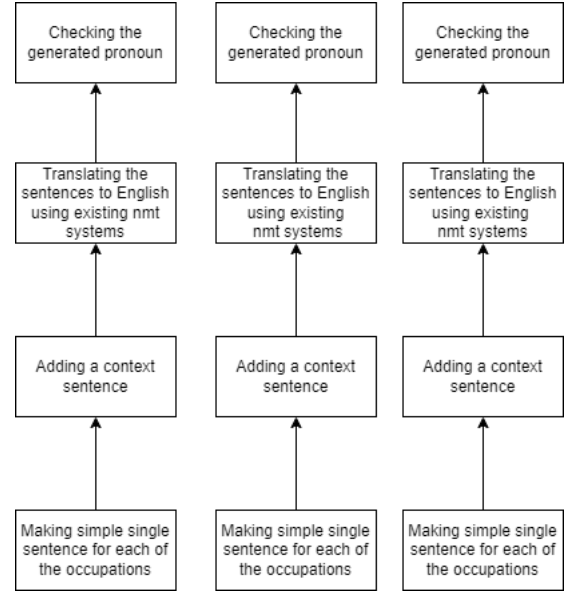 Checking the
generated pronoun
Checking the
generated pronoun
Checking the
generated pronoun
Translating the
sentences to English
using existing nmt
systems
Translating the
sentences to English
using existing
nmt systems
Translating the
sentences to English
using existing
nmt systems
Adding a context
sentence
Adding a context
sentence
Adding a context
sentence
Making simple single
sentence for each of
the occupations
Making simple single
sentence for each of
the occupations
Making simple single
sentence for each of
the occupations